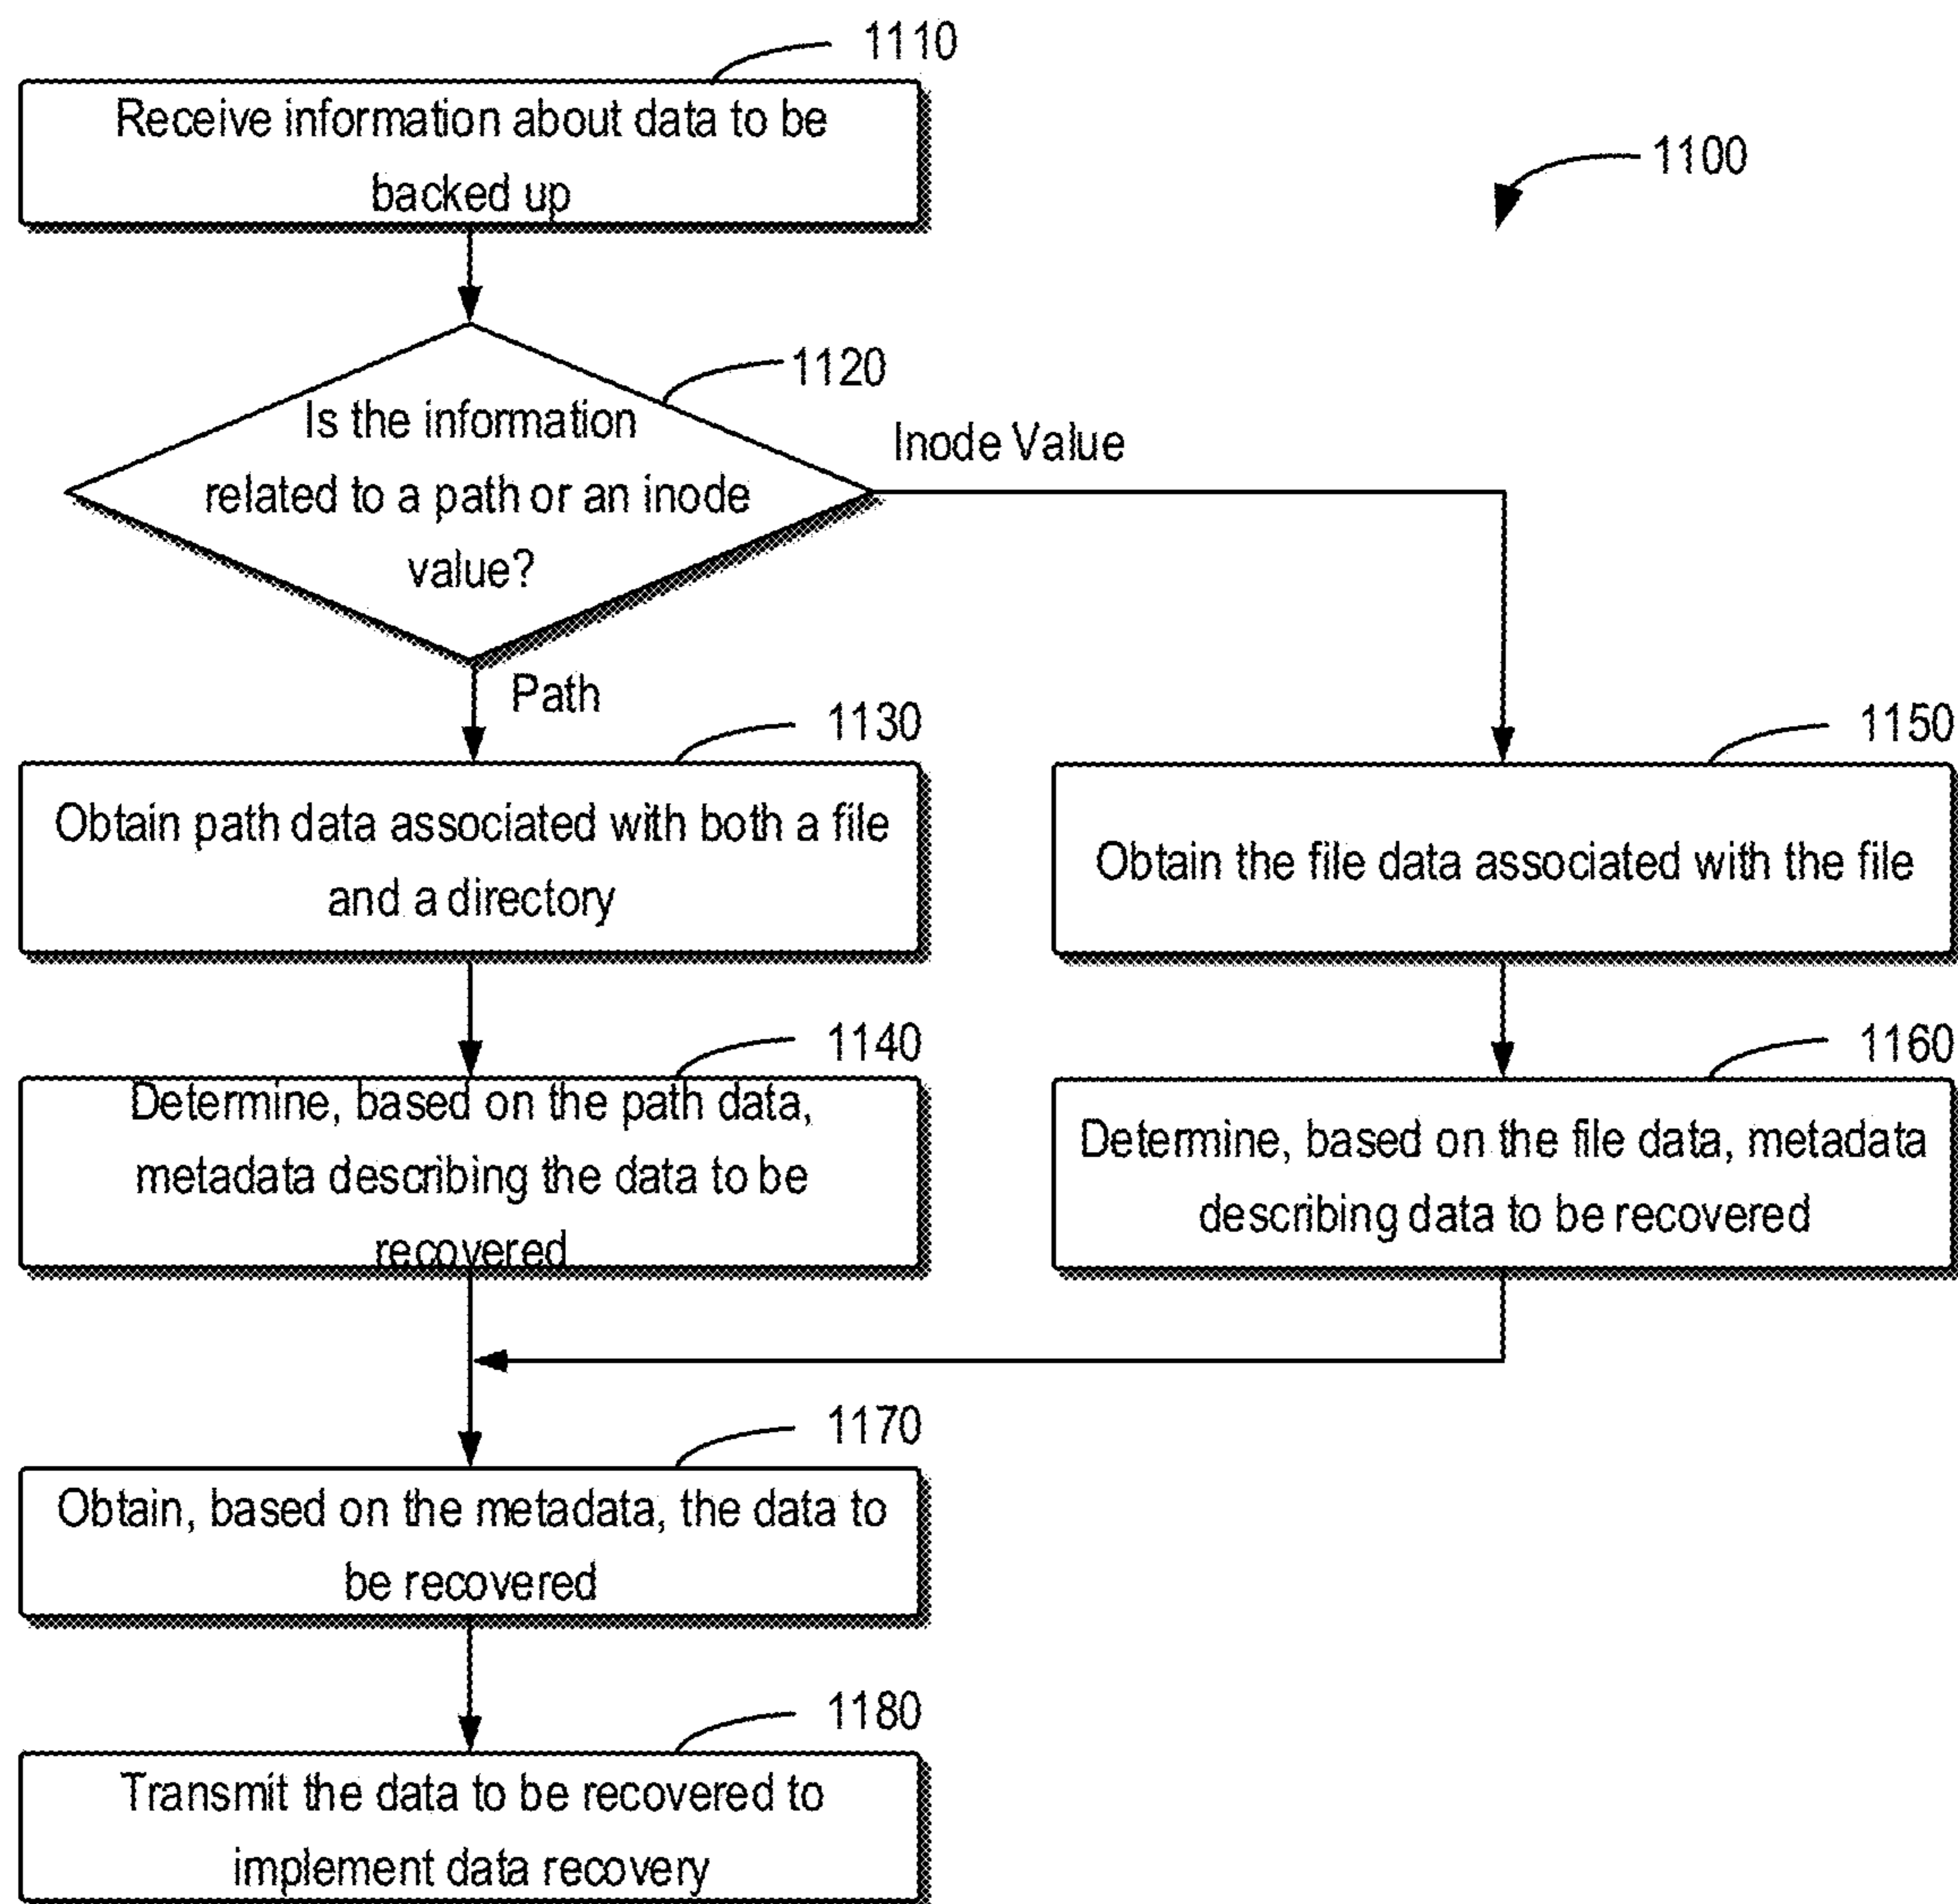 1110
Receive information about data to be
backed up
1100
1120
Is the information
related to a path or an inode
value?
Inode Value
Path
1130
Obtain path data associated with both a file
and a directory
1150
Obtain the file data associated with the file
1140
Determine, based on the path data,
metadata describing the data to be
recovered
1160
Determine, based on the file data, metadata
describing data to be recovered
1170
Obtain, based on the metadata, the data to
be recovered
1180
Transmit the data to be recovered to
implement data recovery